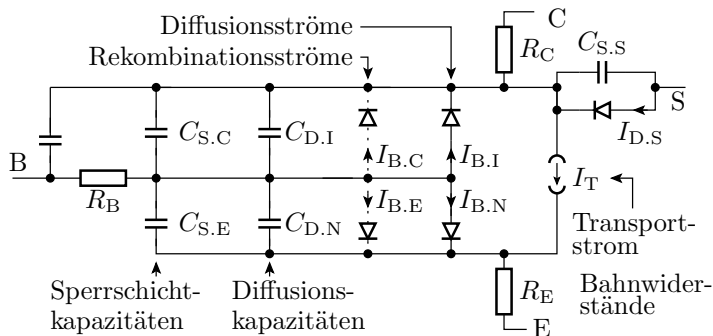 Diffusionsströme
Rekombinationsströme
C
R_C
C_S.S
S
I_D.S
C_S.C
C_D.I
I_B.C
I_B.I
B
R_B
I_T
C_S.E
C_D.N
I_B.E
I_B.N
Transport-
strom
Sperrschicht-
kapazitäten
Diffusions-
kapazitäten
R_E
E
Bahnwider-
stände